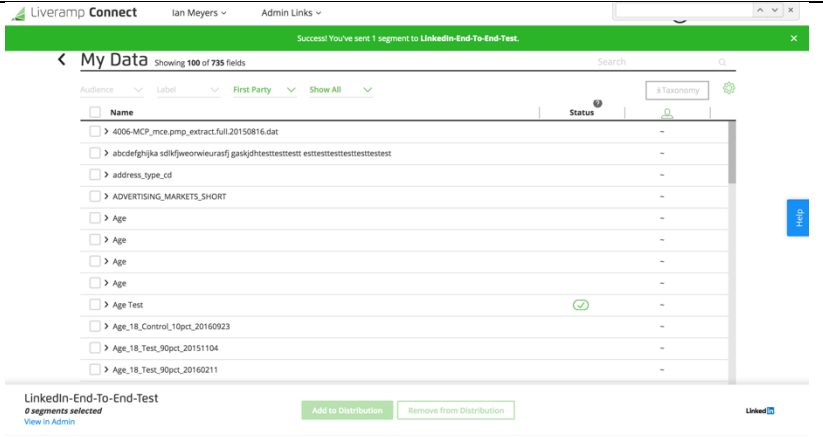 Liveramp Connect Ian Meyers Admin Links
Success! You've sent 1 segment to LinkedIn-End-To-End-Test.
My Data Showing 100 of 735 fields Search
Audience Label First Party Show All +Taxonomy
Name Status ?
4006-MCP_mce.pmp_extract.full.20150816.dat ~
abcdefghijka sdlkfjweorwieurasfj gaskjdhtesttesttestt esttesttesttesttesttestest ~
address_type_cd ~
ADVERTISING_MARKETS_SHORT ~
Age ~
Age ~
Age ~
Age ~
Age Test ~
Age_18_Control_10pct_20160923 ~
Age_18_Test_90pct_20151104 ~
Age_18_Test_90pct_20160211 ~
Help
LinkedIn-End-To-End-Test
0 segments selected
View in Admin
Add to Distribution Remove from Distribution
Linked in